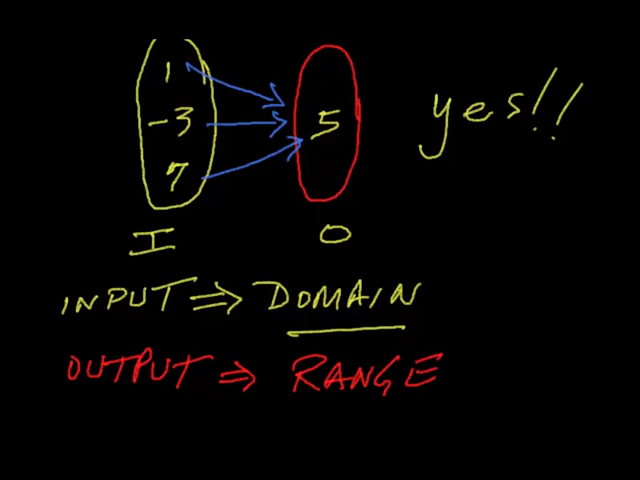 1
-3 5 yes!!
7
I O
INPUT ⇒ DOMAIN
OUTPUT ⇒ RANGE